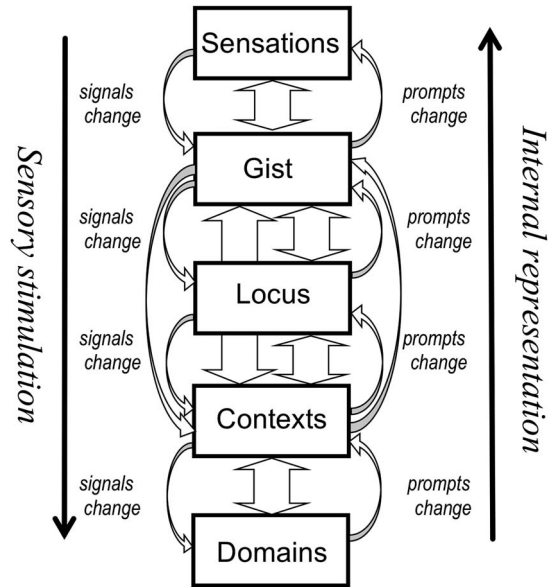 Sensations
signals
change
prompts
change
Gist
signals
change
prompts
change
Locus
signals
change
prompts
change
Contexts
signals
change
prompts
change
Domains
Sensory stimulation
Internal representation